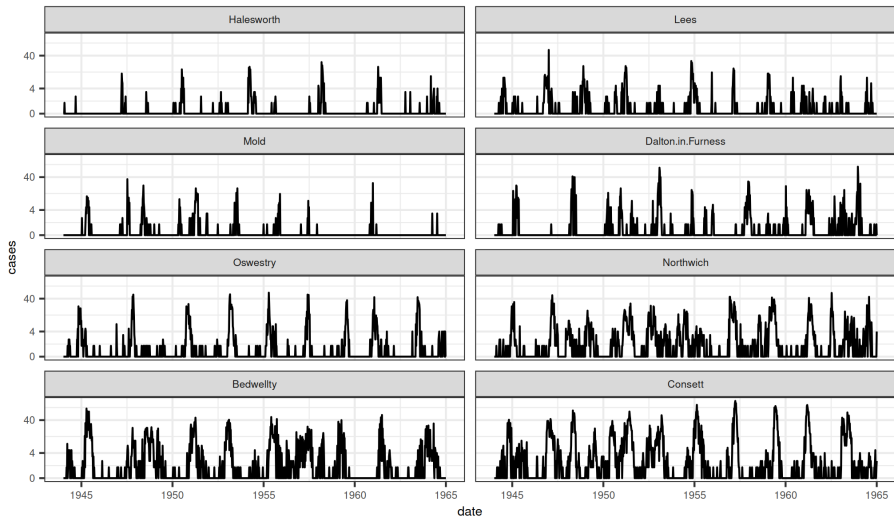 Halesworth Lees
40
4
0
Mold Dalton.in.Furness
40
4
0
cases
Oswestry Northwich
40
4
0
Bedwellty Consett
40
4
0
1945 1950 1955 1960 1965 1945 1950 1955 1960 1965
date